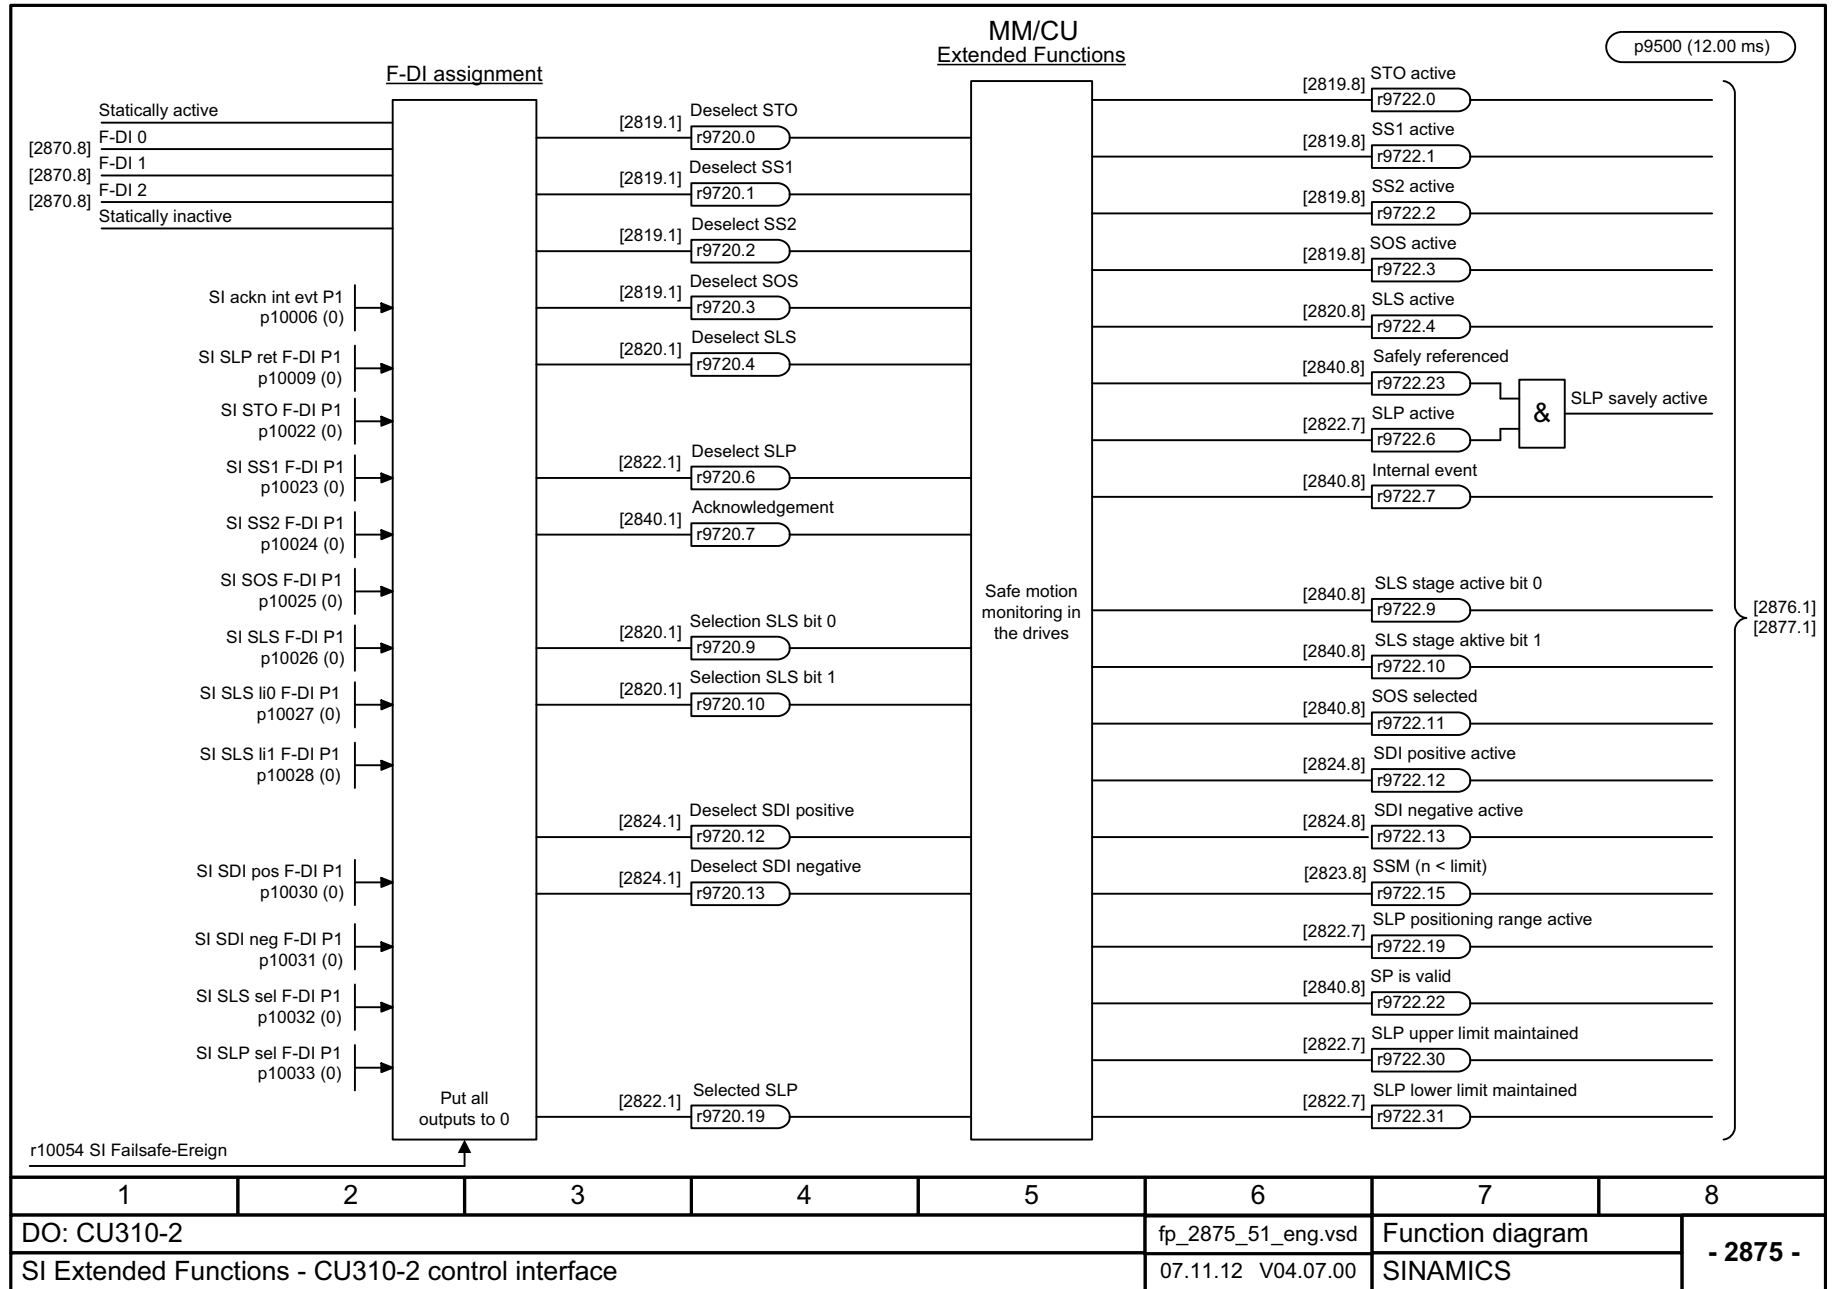 MM/CU
Extended Functions
p9500 (12.00 ms)
F-DI assignment
Statically active
[2870.8] F-DI 0
[2870.8] F-DI 1
[2870.8] F-DI 2
Statically inactive
SI ackn int evt P1
p10006 (0)
SI SLP ret F-DI P1
p10009 (0)
SI STO F-DI P1
p10022 (0)
SI SS1 F-DI P1
p10023 (0)
SI SS2 F-DI P1
p10024 (0)
SI SOS F-DI P1
p10025 (0)
SI SLS F-DI P1
p10026 (0)
SI SLS li0 F-DI P1
p10027 (0)
SI SLS li1 F-DI P1
p10028 (0)
SI SDI pos F-DI P1
p10030 (0)
SI SDI neg F-DI P1
p10031 (0)
SI SLS sel F-DI P1
p10032 (0)
SI SLP sel F-DI P1
p10033 (0)
Put all
outputs to 0
r10054 SI Failsafe-Ereign
[2819.1] Deselect STO
r9720.0
[2819.1] Deselect SS1
r9720.1
[2819.1] Deselect SS2
r9720.2
[2819.1] Deselect SOS
r9720.3
[2820.1] Deselect SLS
r9720.4
[2822.1] Deselect SLP
r9720.6
[2840.1] Acknowledgement
r9720.7
[2820.1] Selection SLS bit 0
r9720.9
[2820.1] Selection SLS bit 1
r9720.10
[2824.1] Deselect SDI positive
r9720.12
[2824.1] Deselect SDI negative
r9720.13
[2822.1] Selected SLP
r9720.19
Safe motion
monitoring in
the drives
[2819.8] STO active
r9722.0
[2819.8] SS1 active
r9722.1
[2819.8] SS2 active
r9722.2
[2819.8] SOS active
r9722.3
[2820.8] SLS active
r9722.4
[2840.8] Safely referenced
r9722.23
[2822.7] SLP active
r9722.6
&
SLP savely active
[2840.8] Internal event
r9722.7
[2840.8] SLS stage active bit 0
r9722.9
[2840.8] SLS stage aktive bit 1
r9722.10
[2840.8] SOS selected
r9722.11
[2824.8] SDI positive active
r9722.12
[2824.8] SDI negative active
r9722.13
[2823.8] SSM (n < limit)
r9722.15
[2822.7] SLP positioning range active
r9722.19
[2840.8] SP is valid
r9722.22
[2822.7] SLP upper limit maintained
r9722.30
[2822.7] SLP lower limit maintained
r9722.31
[2876.1]
[2877.1]
1 2 3 4 5 6 7 8
DO: CU310-2
fp_2875_51_eng.vsd
Function diagram
- 2875 -
SI Extended Functions - CU310-2 control interface
07.11.12 V04.07.00
SINAMICS